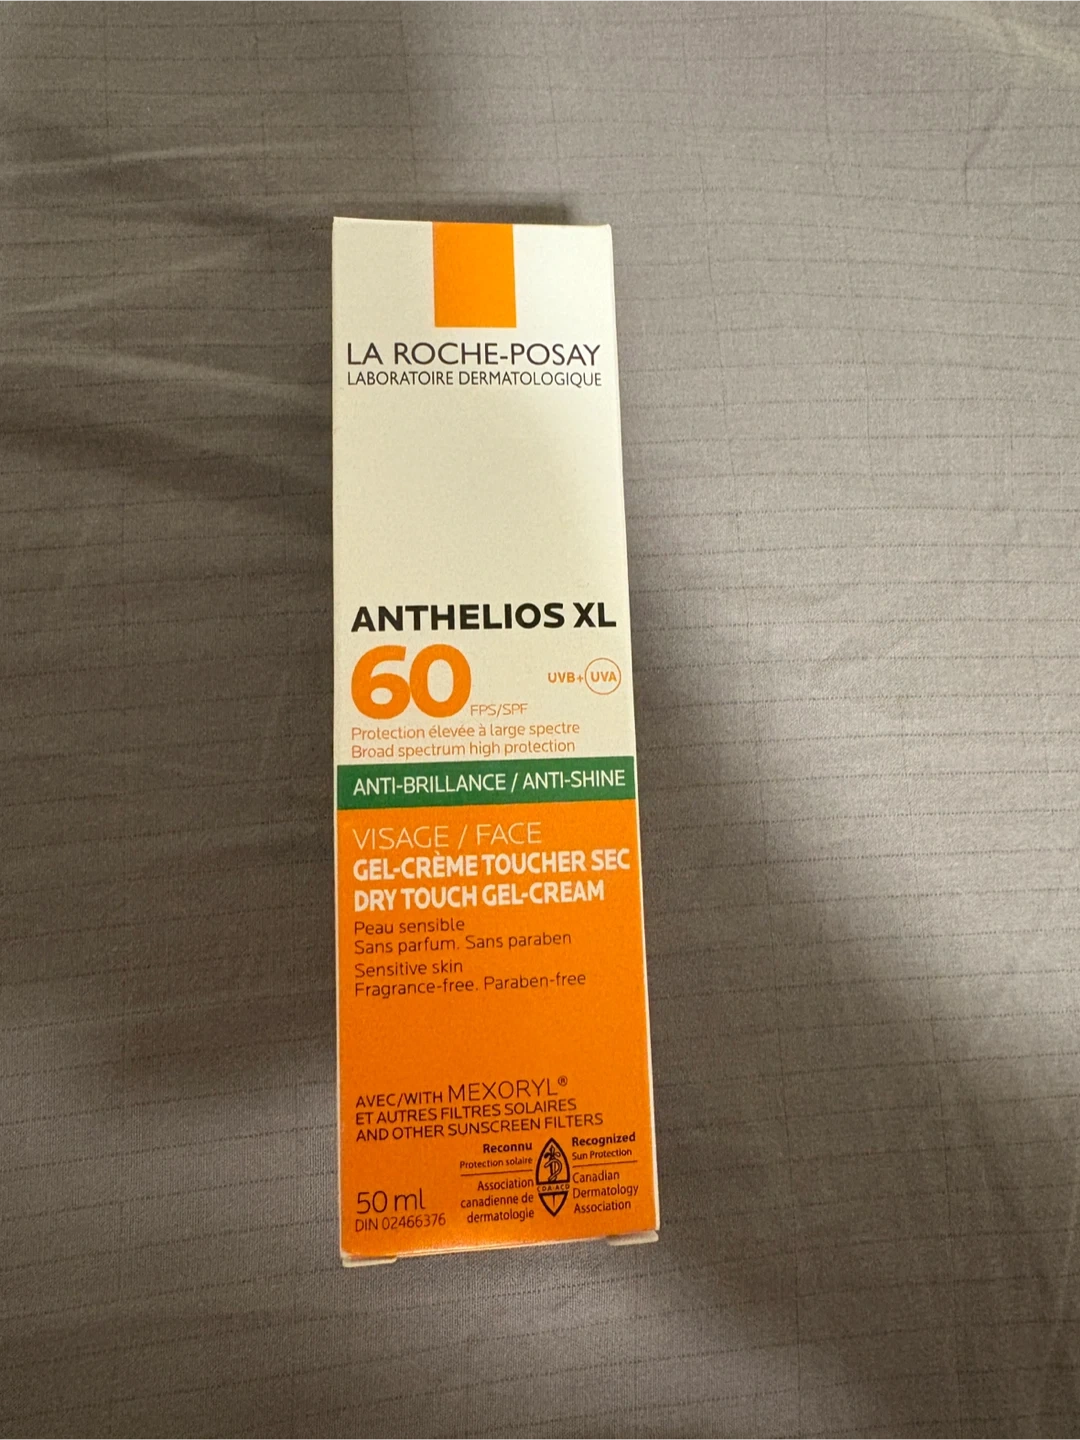 LA ROCHE-POSAY
LABORATOIRE DERMATOLOGIQUE
ANTHELIOS XL
60 FPS/SPF
UVB+UVA
Protection élevée à large spectre
Broad spectrum high protection
ANTI-BRILLANCE / ANTI-SHINE
VISAGE / FACE
GEL-CRÈME TOUCHER SEC
DRY TOUCH GEL-CREAM
Peau sensible
Sans parfum. Sans paraben
Sensitive skin
Fragrance-free. Paraben-free
AVEC/WITH MEXORYL®
ET AUTRES FILTRES SOLAIRES
AND OTHER SUNSCREEN FILTERS
Reconnu
Protection solaire
Association
canadienne de
dermatologie
CDA-ACD
Recognized
Sun Protection
Canadian
Dermatology
Association
50 ml
DIN 02466376